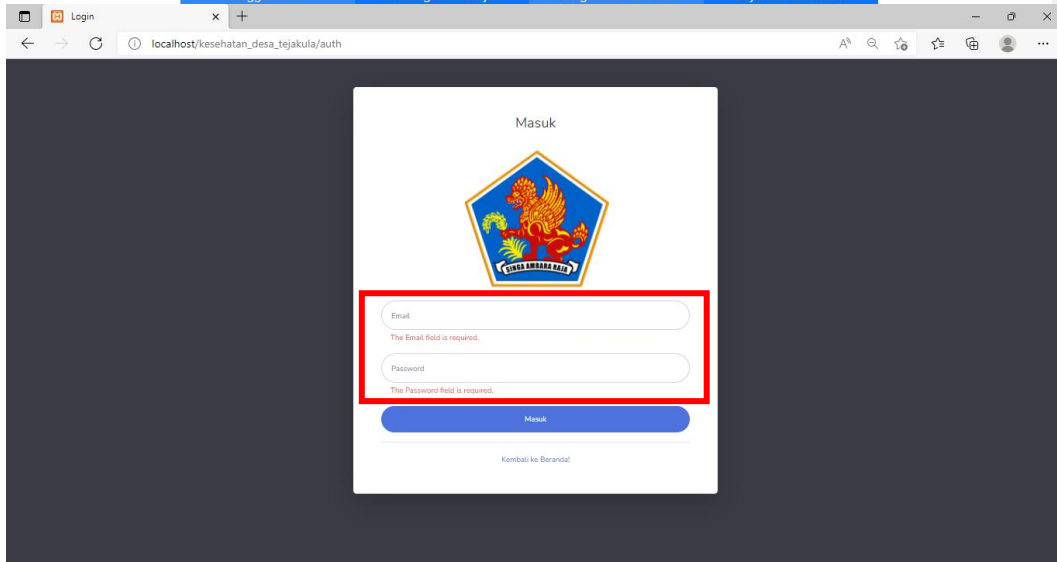 Login
localhost/kesehatan_desa_tejakula/auth
Masuk
SINGA AMBARA RAJA
Email
The Email field is required.
Password
The Password field is required.
Masuk
Kembali ke Beranda!